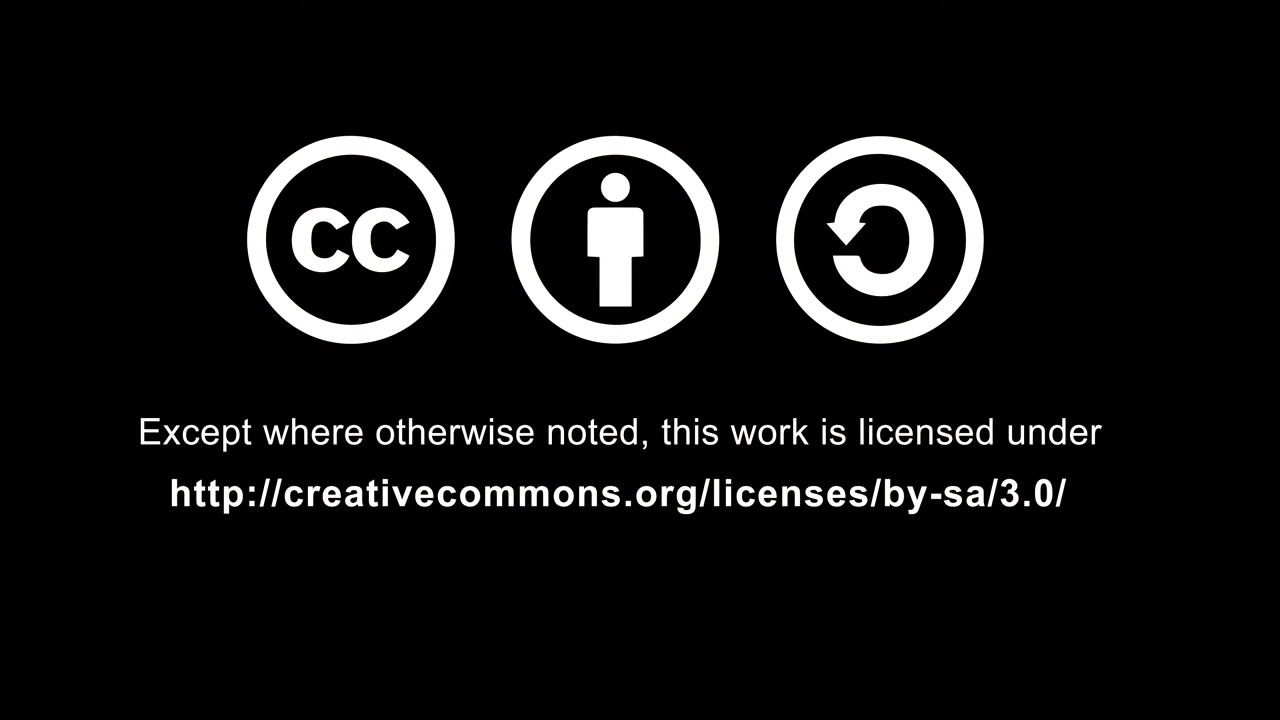 cc
Except where otherwise noted, this work is licensed under
http://creativecommons.org/licenses/by-sa/3.0/